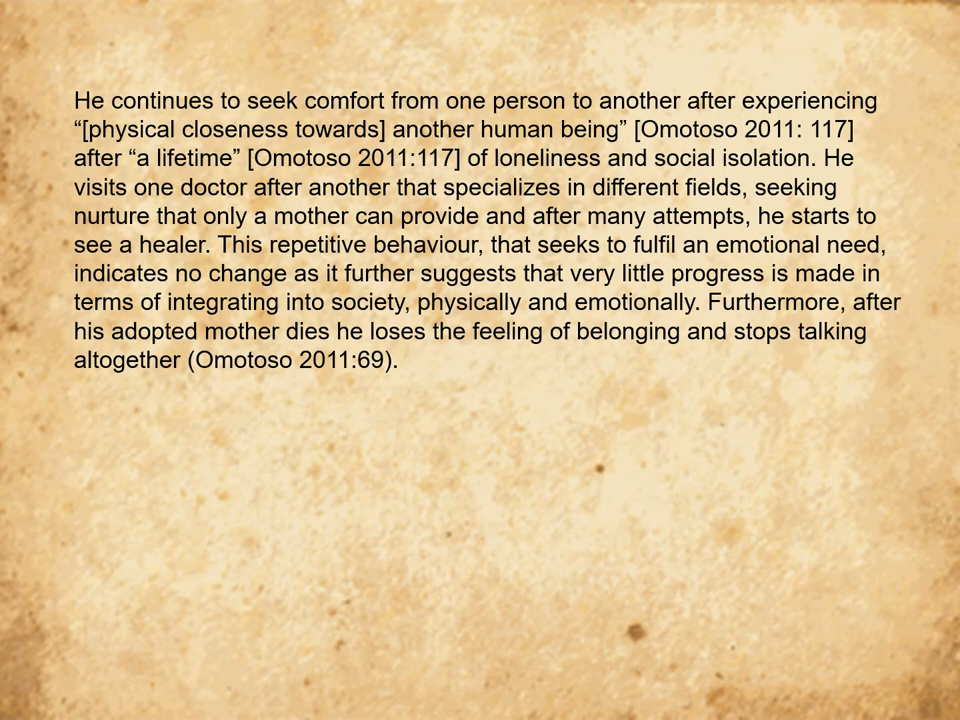 He continues to seek comfort from one person to another after experiencing
“[physical closeness towards] another human being” [Omotoso 2011: 117]
after “a lifetime” [Omotoso 2011:117] of loneliness and social isolation. He
visits one doctor after another that specializes in different fields, seeking
nurture that only a mother can provide and after many attempts, he starts to
see a healer. This repetitive behaviour, that seeks to fulfil an emotional need,
indicates no change as it further suggests that very little progress is made in
terms of integrating into society, physically and emotionally. Furthermore, after
his adopted mother dies he loses the feeling of belonging and stops talking
altogether (Omotoso 2011:69).